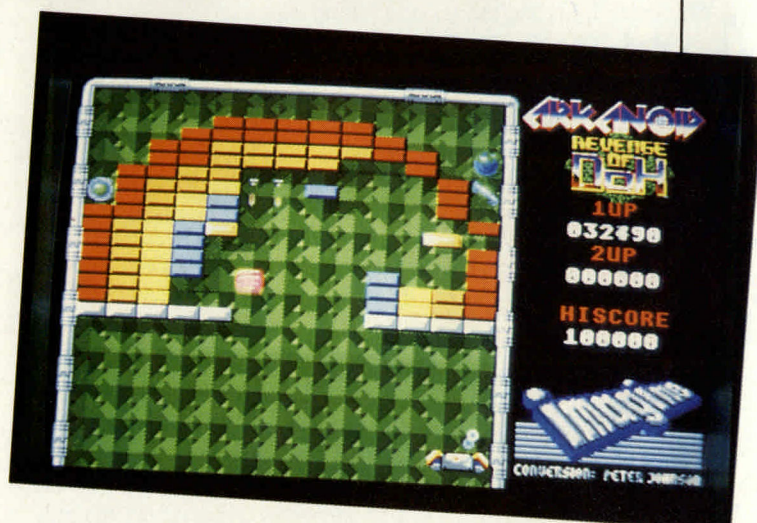 ARKANOID
REVENGE
OF
DOH
1UP
032490
2UP
000000
HISCORE
100000
imagine
CONVERSION: PETER JOHNSON